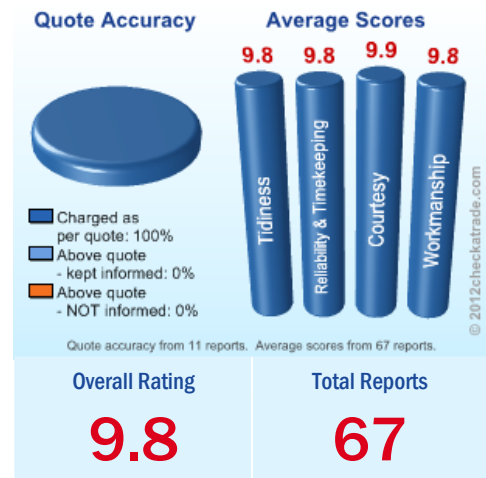 Quote Accuracy
Charged as
per quote: 100%
Above quote
- kept informed: 0%
Above quote
- NOT informed: 0%
Average Scores
9.8 9.8 9.9 9.8
Tidiness
Reliability & Timekeeping
Courtesy
Workmanship
© 2012checkatrade.com
Quote accuracy from 11 reports. Average scores from 67 reports.
Overall Rating
9.8
Total Reports
67